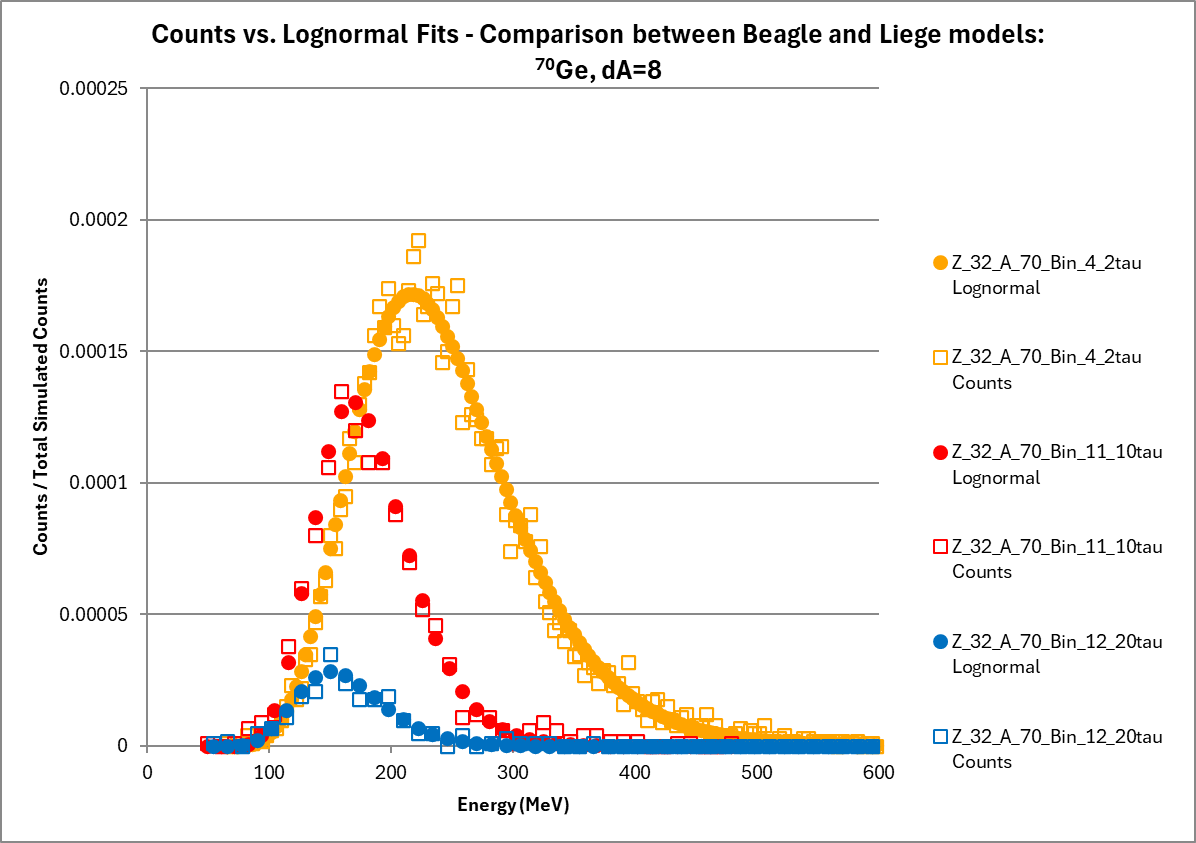 Counts vs. Lognormal Fits - Comparison between Beagle and Liege models:
⁷⁰Ge, dA=8
0.00025
0.0002
0.00015
0.0001
0.00005
0
Counts / Total Simulated Counts
0 100 200 300 400 500 600
Energy (MeV)
Z_32_A_70_Bin_4_2tau
Lognormal
Z_32_A_70_Bin_4_2tau
Counts
Z_32_A_70_Bin_11_10tau
Lognormal
Z_32_A_70_Bin_11_10tau
Counts
Z_32_A_70_Bin_12_20tau
Lognormal
Z_32_A_70_Bin_12_20tau
Counts